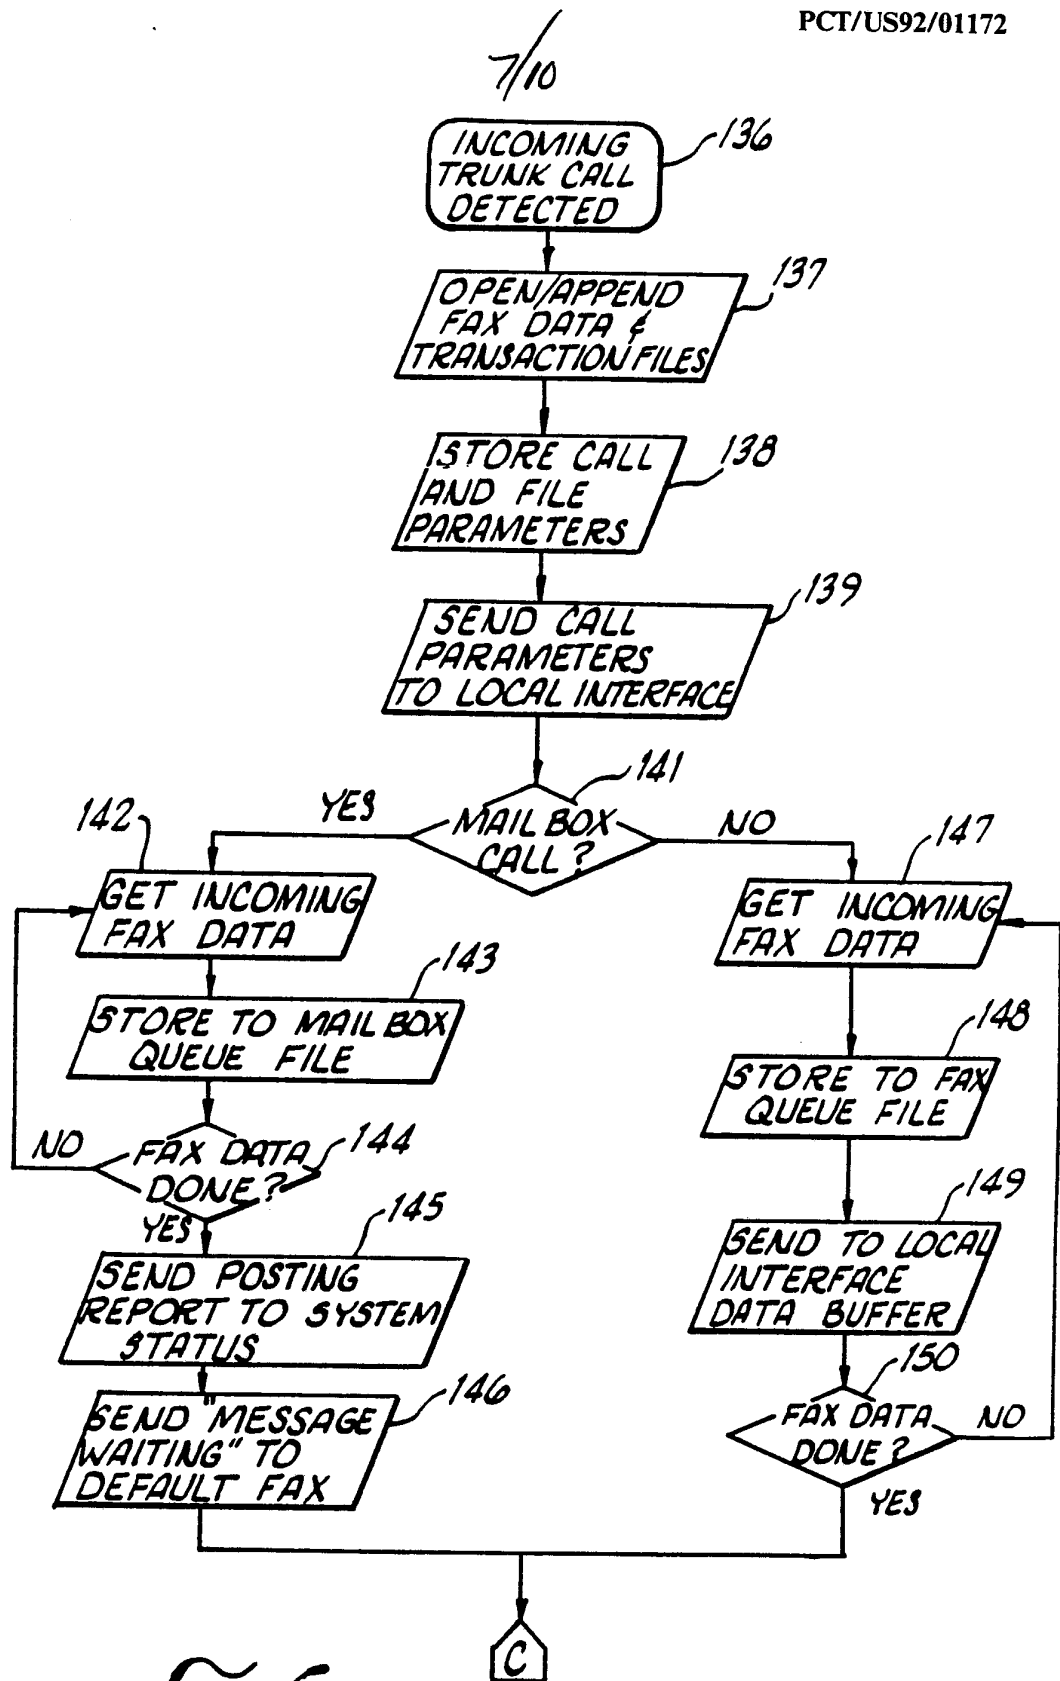 PCT/US92/01172
7/10
INCOMING
TRUNK CALL
DETECTED
136
OPEN/APPEND
FAX DATA &
TRANSACTION FILES
137
STORE CALL
AND FILE
PARAMETERS
138
SEND CALL
PARAMETERS
TO LOCAL INTERFACE
139
MAIL BOX
CALL?
141
YES
NO
142
GET INCOMING
FAX DATA
143
STORE TO MAIL BOX
QUEUE FILE
144
FAX DATA
DONE?
NO
YES
145
SEND POSTING
REPORT TO SYSTEM
STATUS
146
SEND "MESSAGE
WAITING" TO
DEFAULT FAX
147
GET INCOMING
FAX DATA
148
STORE TO FAX
QUEUE FILE
149
SEND TO LOCAL
INTERFACE
DATA BUFFER
150
FAX DATA
DONE?
NO
YES
C